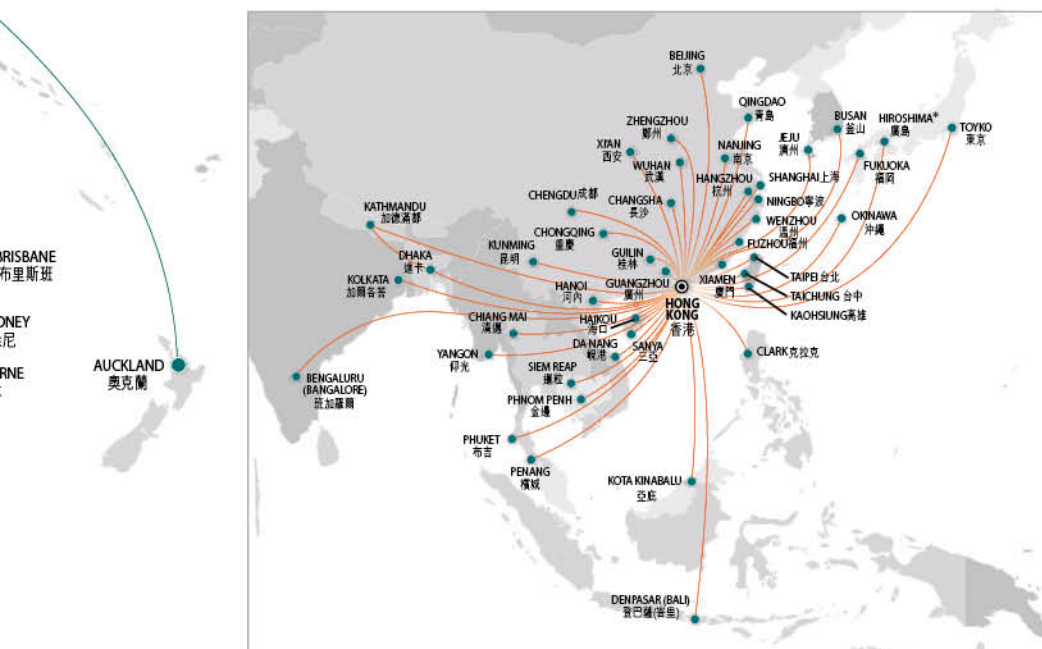 BRISBANE
布里斯班
AUCKLAND
奧克蘭
BEIJING
北京
QINGDAO
青島
ZHENGZHOU
鄭州
XI'AN
西安
WUHAN
武漢
NANJING
南京
JEJU
濟州
BUSAN
釜山
HIROSHIMA*
廣島
TOYKO
東京
FUKUOKA
福岡
HANGZHOU
杭州
SHANGHAI上海
NINGBO寧波
CHENGDU成都
CHANGSHA
長沙
WENZHOU
溫州
OKINAWA
沖繩
KATHMANDU
加德滿都
CHONGQING
重慶
FUZHOU福州
KUNMING
昆明
GUILIN
桂林
DHAKA
達卡
KOLKATA
加爾各答
HANOI
河內
GUANGZHOU
廣州
XIAMEN
廈門
TAIPEI台北
TAICHUNG 台中
KAOHSIUNG高雄
HONG
KONG
香港
CHIANG MAI
清邁
HAIKOU
海口
DA NANG
峴港
SANYA
三亞
YANGON
仰光
CLARK克拉克
SIEM REAP
暹粒
BENGALURU
(BANGALORE)
班加羅爾
PHNOM PENH
金邊
PHUKET
布吉
PENANG
檳城
KOTA KINABALU
亞庇
DENPASAR (BALI)
登巴薩(峇里)